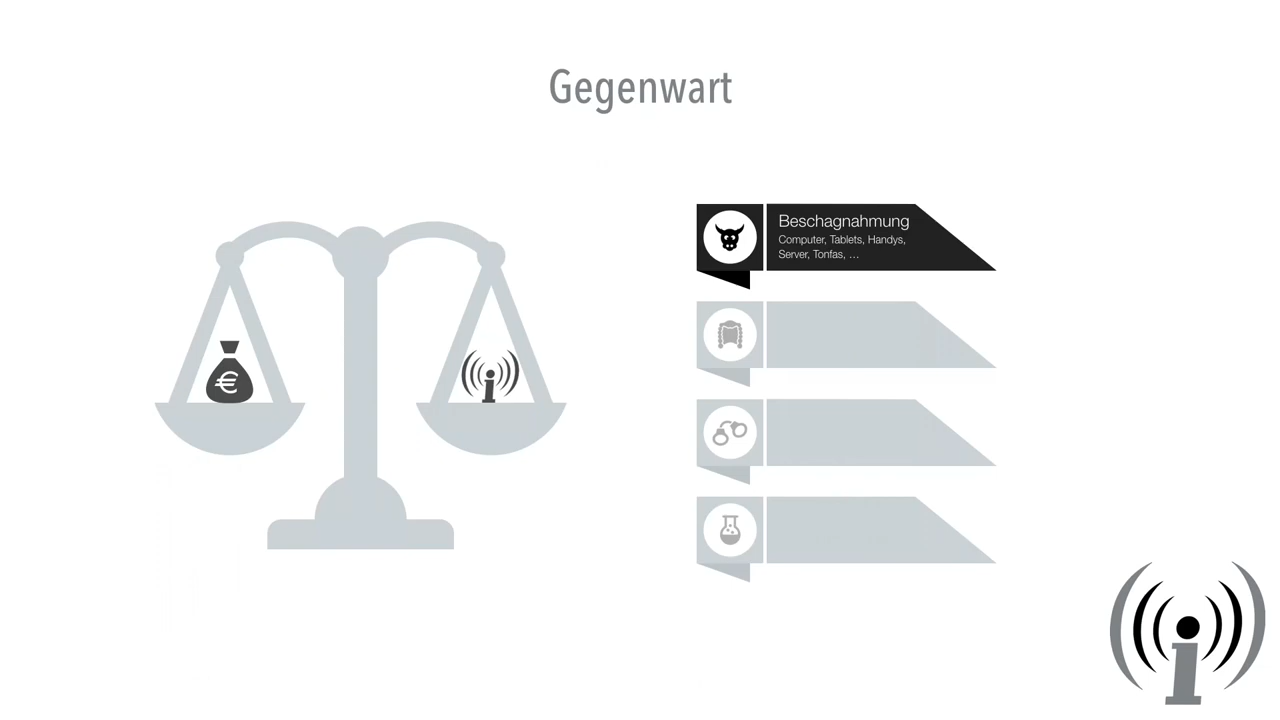 Gegenwart
Beschagnahmung
Computer, Tablets, Handys,
Server, Tonfas, …
€
i
i